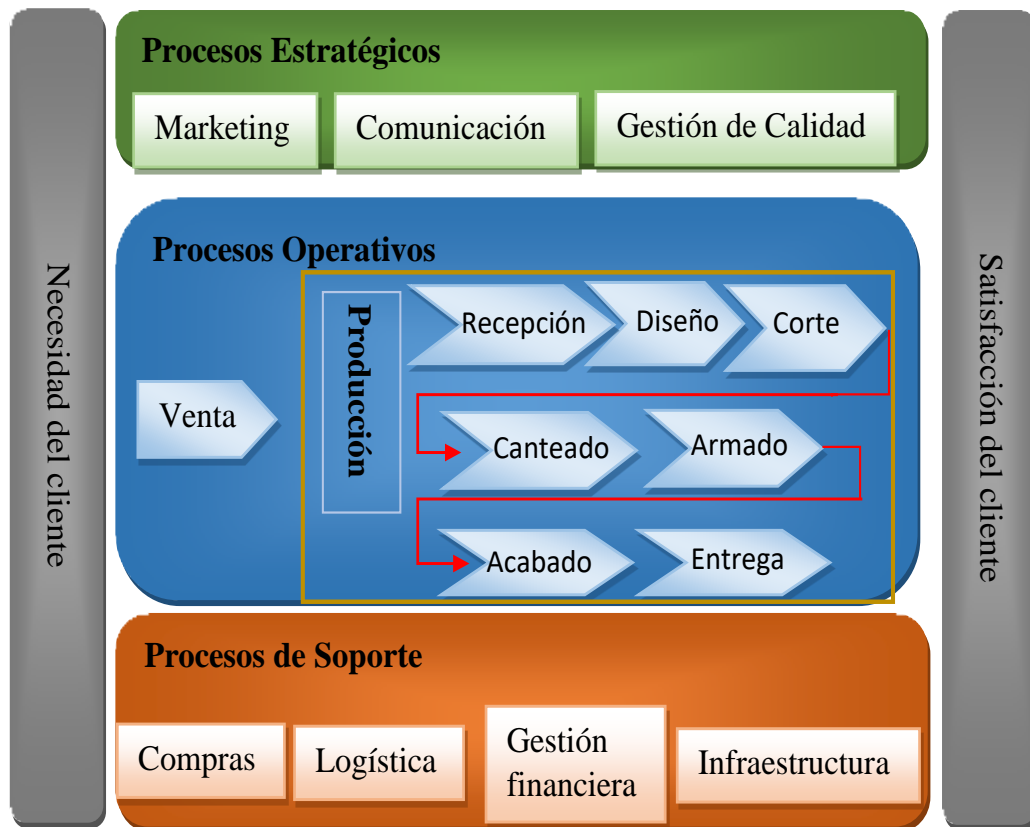 Necesidad del cliente
Procesos Estratégicos
Marketing
Comunicación
Gestión de Calidad
Procesos Operativos
Venta
Producción
Recepción
Diseño
Corte
Canteado
Armado
Acabado
Entrega
Procesos de Soporte
Compras
Logística
Gestión
financiera
Infraestructura
Satisfacción del cliente